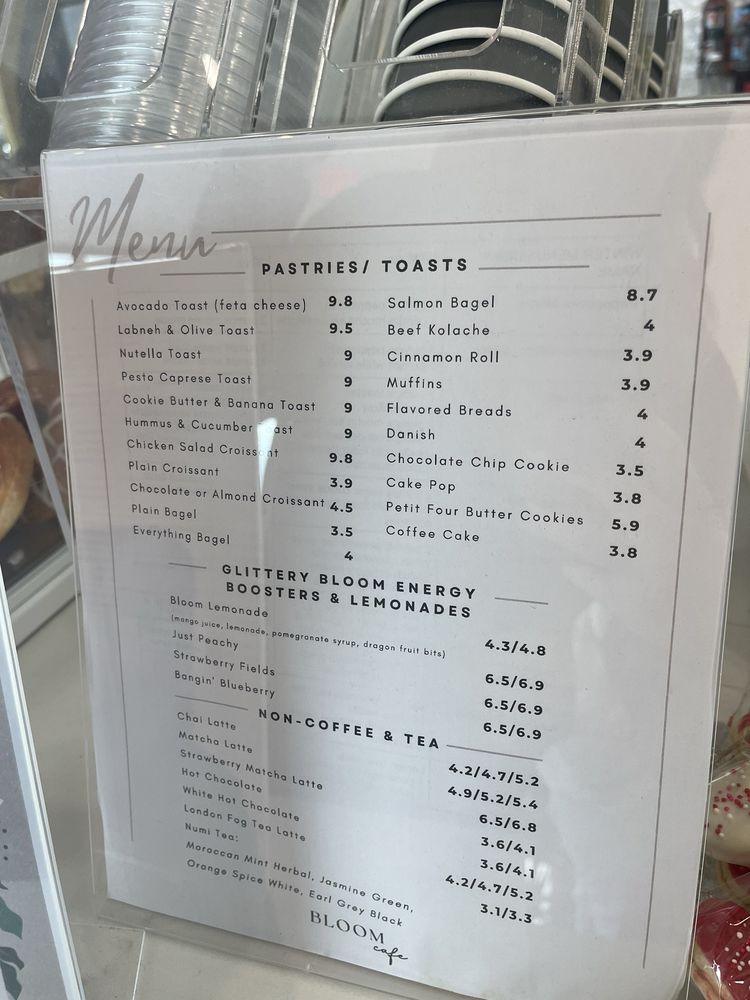 Menu
PASTRIES/ TOASTS
Avocado Toast (feta cheese) 9.8
Labneh & Olive Toast 9.5
Nutella Toast 9
Pesto Caprese Toast 9
Cookie Butter & Banana Toast 9
Hummus & Cucumber Toast 9
Chicken Salad Croissant 9.8
Plain Croissant 3.9
Chocolate or Almond Croissant 4.5
Plain Bagel 3.5
Everything Bagel 4
Salmon Bagel 8.7
Beef Kolache 4
Cinnamon Roll 3.9
Muffins 3.9
Flavored Breads 4
Danish 4
Chocolate Chip Cookie 3.5
Cake Pop 3.8
Petit Four Butter Cookies 5.9
Coffee Cake 3.8
GLITTERY BLOOM ENERGY
BOOSTERS & LEMONADES
Bloom Lemonade 4.3/4.8
(mango juice, lemonade, pomegranate syrup, dragon fruit bits)
Just Peachy 6.5/6.9
Strawberry Fields 6.5/6.9
Bangin' Blueberry 6.5/6.9
NON-COFFEE & TEA
Chai Latte 4.2/4.7/5.2
Matcha Latte 4.9/5.2/5.4
Strawberry Matcha Latte 6.5/6.8
Hot Chocolate 3.6/4.1
White Hot Chocolate 3.6/4.1
London Fog Tea Latte 4.2/4.7/5.2
Numi Tea: 3.1/3.3
Moroccan Mint Herbal, Jasmine Green,
Orange Spice White, Earl Grey Black
BLOOM
cafe